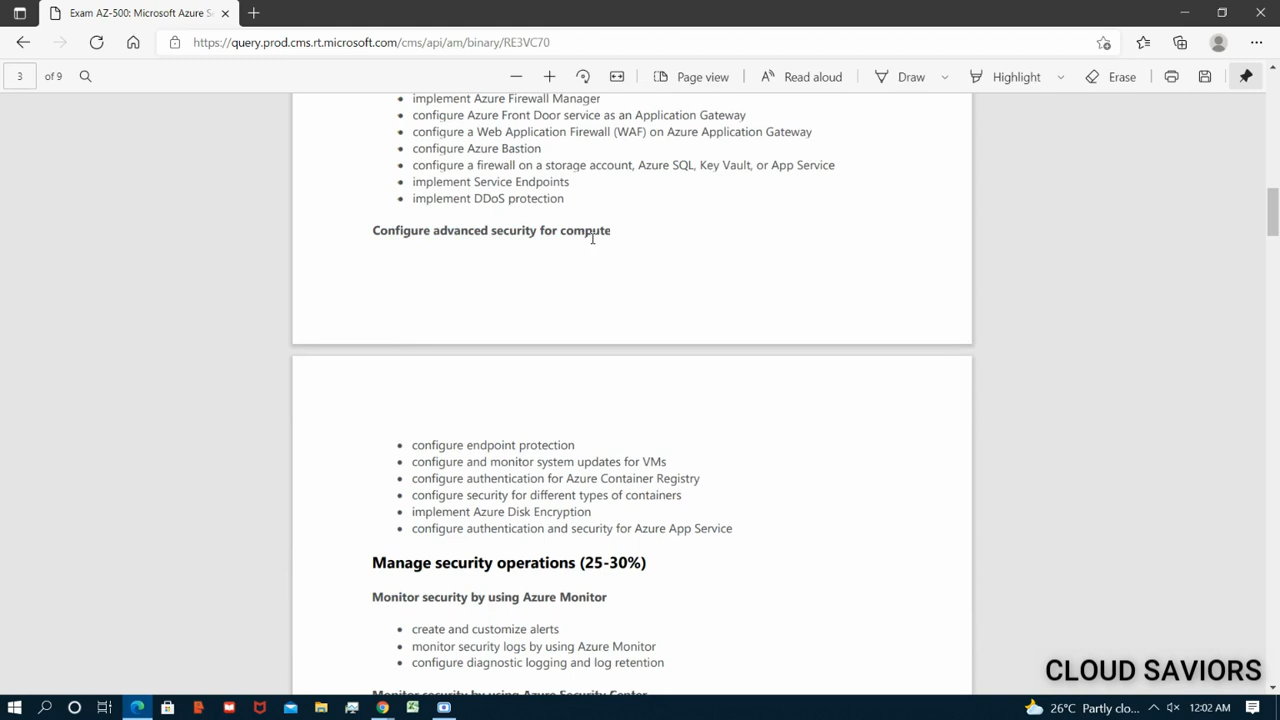 Exam AZ-500: Microsoft Azure S
https://query.prod.cms.rt.microsoft.com/cms/api/am/binary/RE3VC70
3 of 9 Page view Read aloud Draw Highlight Erase
• implement Azure Firewall Manager
• configure Azure Front Door service as an Application Gateway
• configure a Web Application Firewall (WAF) on Azure Application Gateway
• configure Azure Bastion
• configure a firewall on a storage account, Azure SQL, Key Vault, or App Service
• implement Service Endpoints
• implement DDoS protection
Configure advanced security for compute
• configure endpoint protection
• configure and monitor system updates for VMs
• configure authentication for Azure Container Registry
• configure security for different types of containers
• implement Azure Disk Encryption
• configure authentication and security for Azure App Service
Manage security operations (25-30%)
Monitor security by using Azure Monitor
• create and customize alerts
• monitor security logs by using Azure Monitor
• configure diagnostic logging and log retention
Monitor security by using Azure Security Center
CLOUD SAVIORS
26°C Partly clo... 12:02 AM